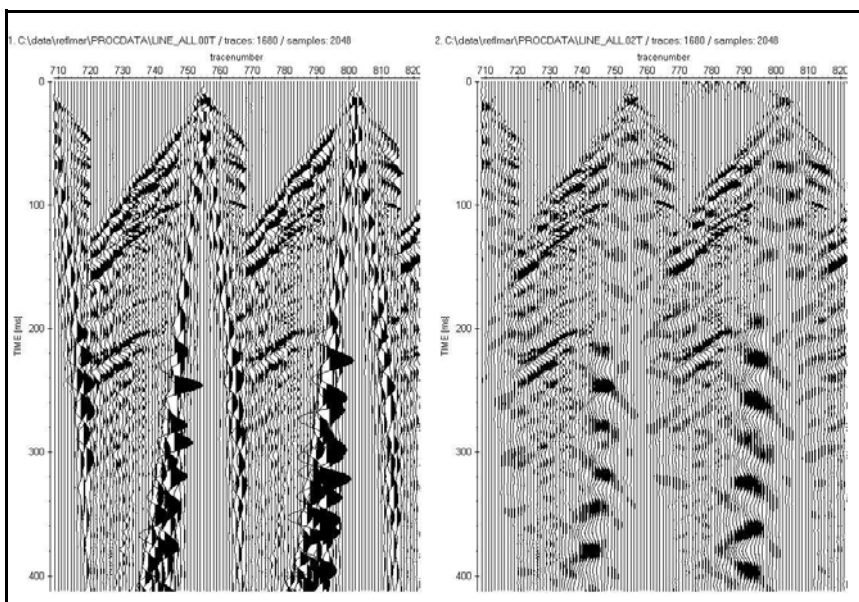 1. C:\data\reflmar\PROCDATA\LINE_ALL.00T / traces: 1680 / samples: 2048
tracenumber
710 720 730 740 750 760 770 780 790 800 810 820
0
100
200
300
400
TIME [ms]
2. C:\data\reflmar\PROCDATA\LINE_ALL.02T / traces: 1680 / samples: 2048
tracenumber
710 720 730 740 750 760 770 780 790 800 810 820
0
100
200
300
400
TIME [ms]